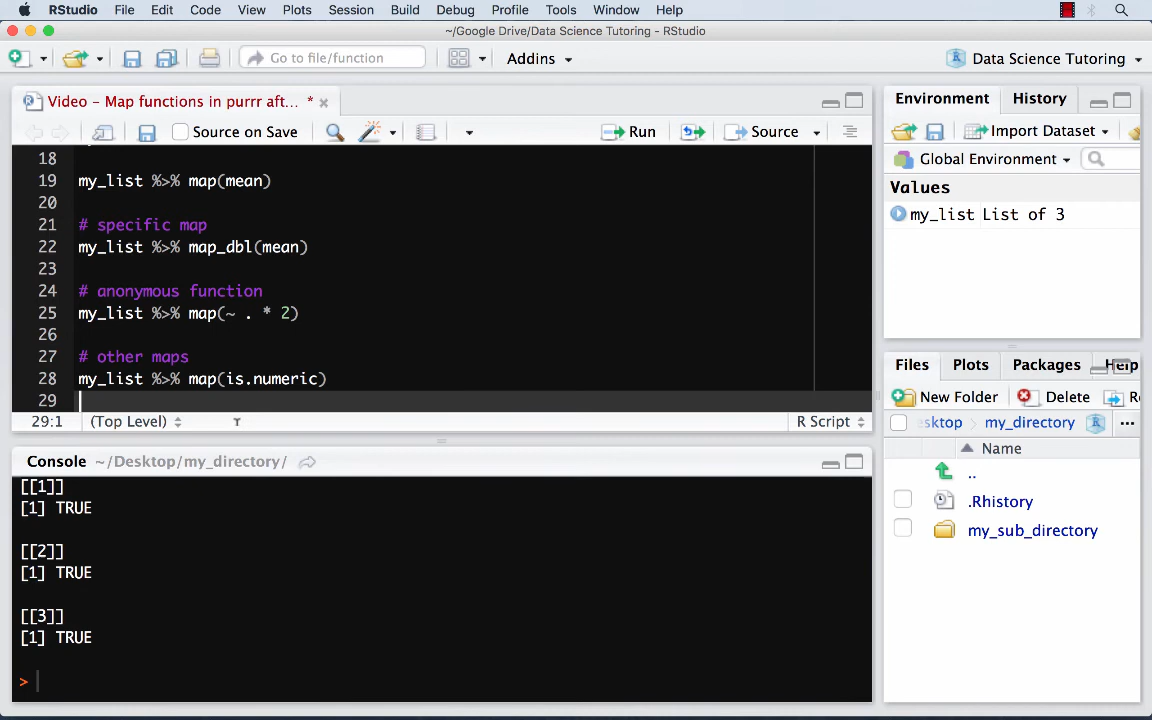 RStudio File Edit Code View Plots Session Build Debug Profile Tools Window Help
~/Google Drive/Data Science Tutoring - RStudio
Go to file/function Addins Data Science Tutoring
Video - Map functions in purrr aft... *
Source on Save Run Source
18
19 my_list %>% map(mean)
20
21 # specific map
22 my_list %>% map_dbl(mean)
23
24 # anonymous function
25 my_list %>% map(~ . * 2)
26
27 # other maps
28 my_list %>% map(is.numeric)
29
29:1 (Top Level) R Script
Console ~/Desktop/my_directory/
[[1]]
[1] TRUE
[[2]]
[1] TRUE
[[3]]
[1] TRUE
>
Environment History
Import Dataset
Global Environment
Values
my_list List of 3
Files Plots Packages Help
New Folder Delete R
sktop my_directory ...
Name
..
.Rhistory
my_sub_directory